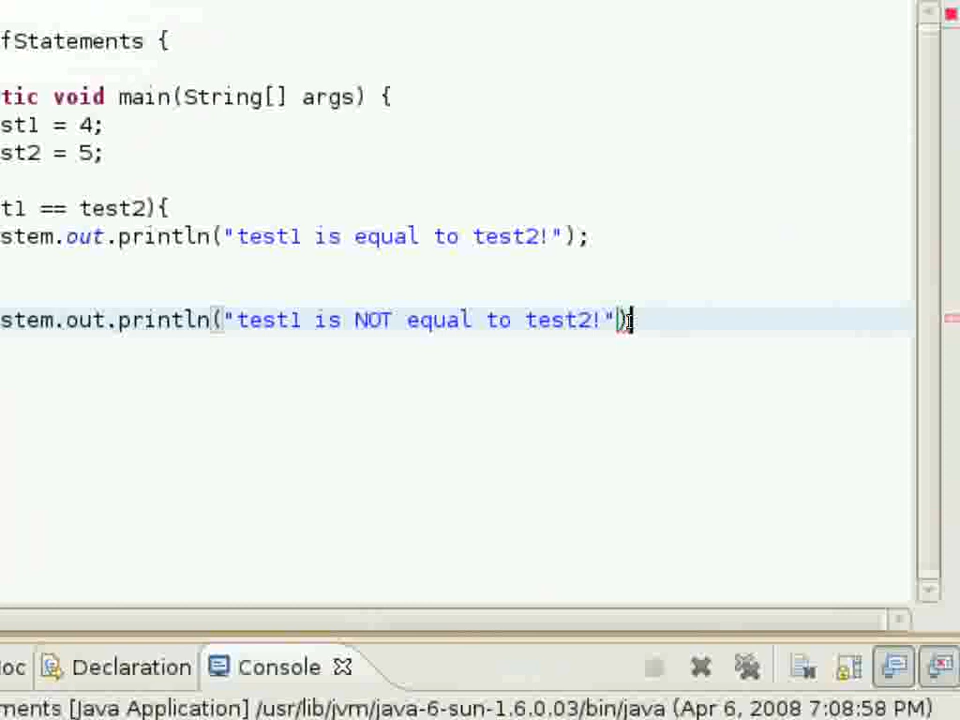 fStatements {
tic void main(String[] args) {
st1 = 4;
st2 = 5;
t1 == test2){
stem.out.println("test1 is equal to test2!");
stem.out.println("test1 is NOT equal to test2!")
oc Declaration Console
ments [Java Application] /usr/lib/jvm/java-6-sun-1.6.0.03/bin/java (Apr 6, 2008 7:08:58 PM)